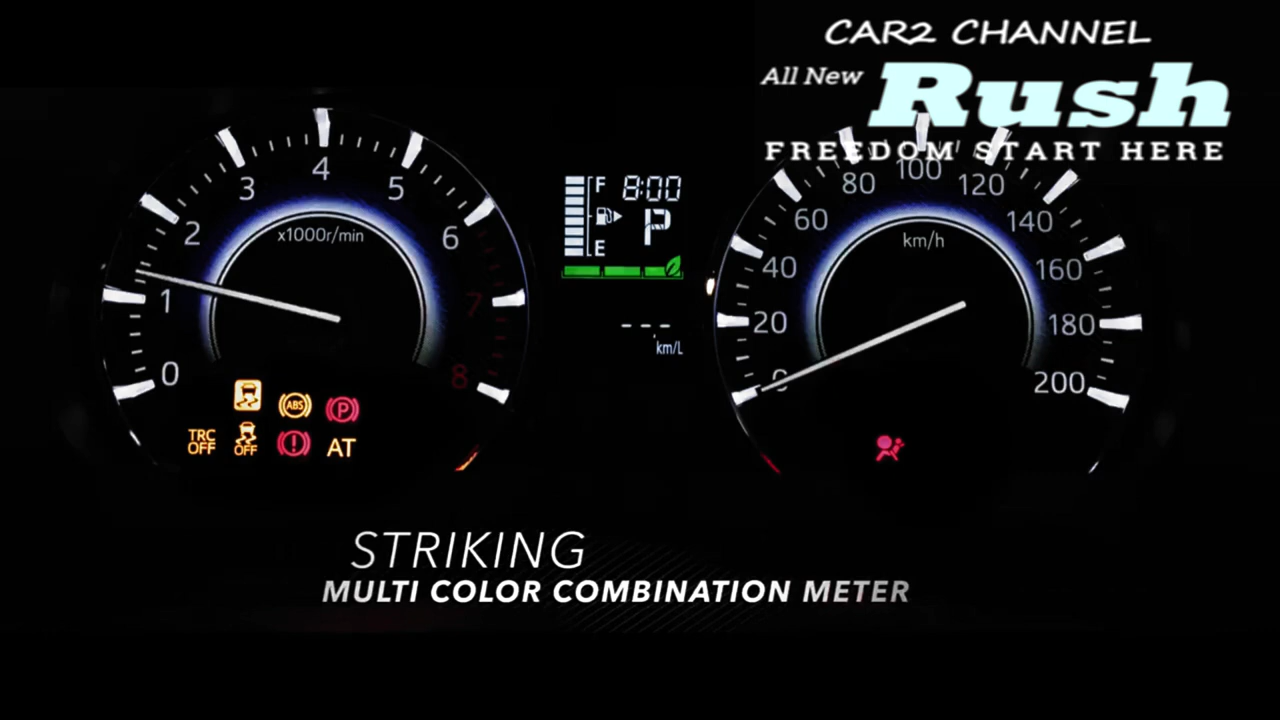 CAR2 CHANNEL
All New Rush
FREEDOM START HERE
0
1
2
3
4
5
6
7
8
x1000r/min
F
E
8:00
P
---
km/L
0
20
40
60
80
100
120
140
160
180
200
km/h
ABS
P
TRC
OFF
OFF
!
AT
STRIKING
MULTI COLOR COMBINATION METER